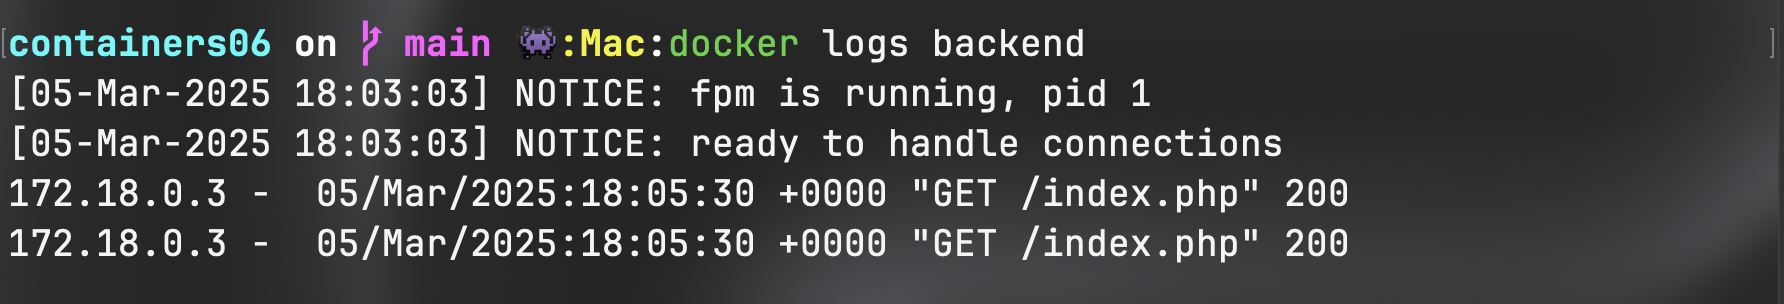 containers06 on main 👾:Mac:docker logs backend
[05-Mar-2025 18:03:03] NOTICE: fpm is running, pid 1
[05-Mar-2025 18:03:03] NOTICE: ready to handle connections
172.18.0.3 -  05/Mar/2025:18:05:30 +0000 "GET /index.php" 200
172.18.0.3 -  05/Mar/2025:18:05:30 +0000 "GET /index.php" 200